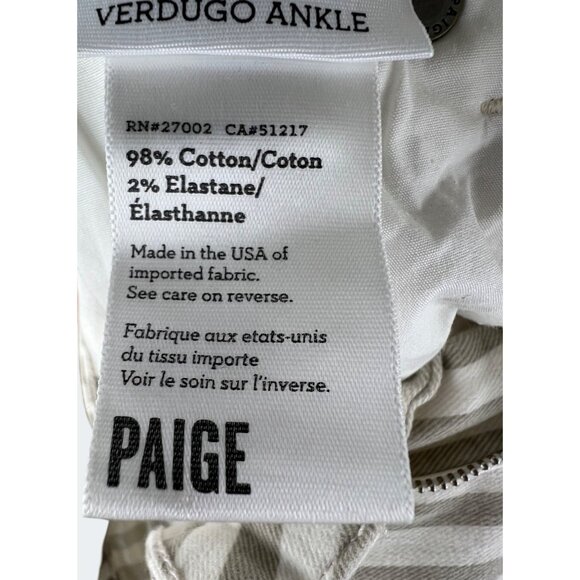 VERDUGO ANKLE
PAIGE
RN#27002 CA#51217
98% Cotton/Coton
2% Elastane/
Élasthanne
Made in the USA of
imported fabric.
See care on reverse.
Fabrique aux etats-unis
du tissu importe
Voir le soin sur l'inverse.
PAIGE